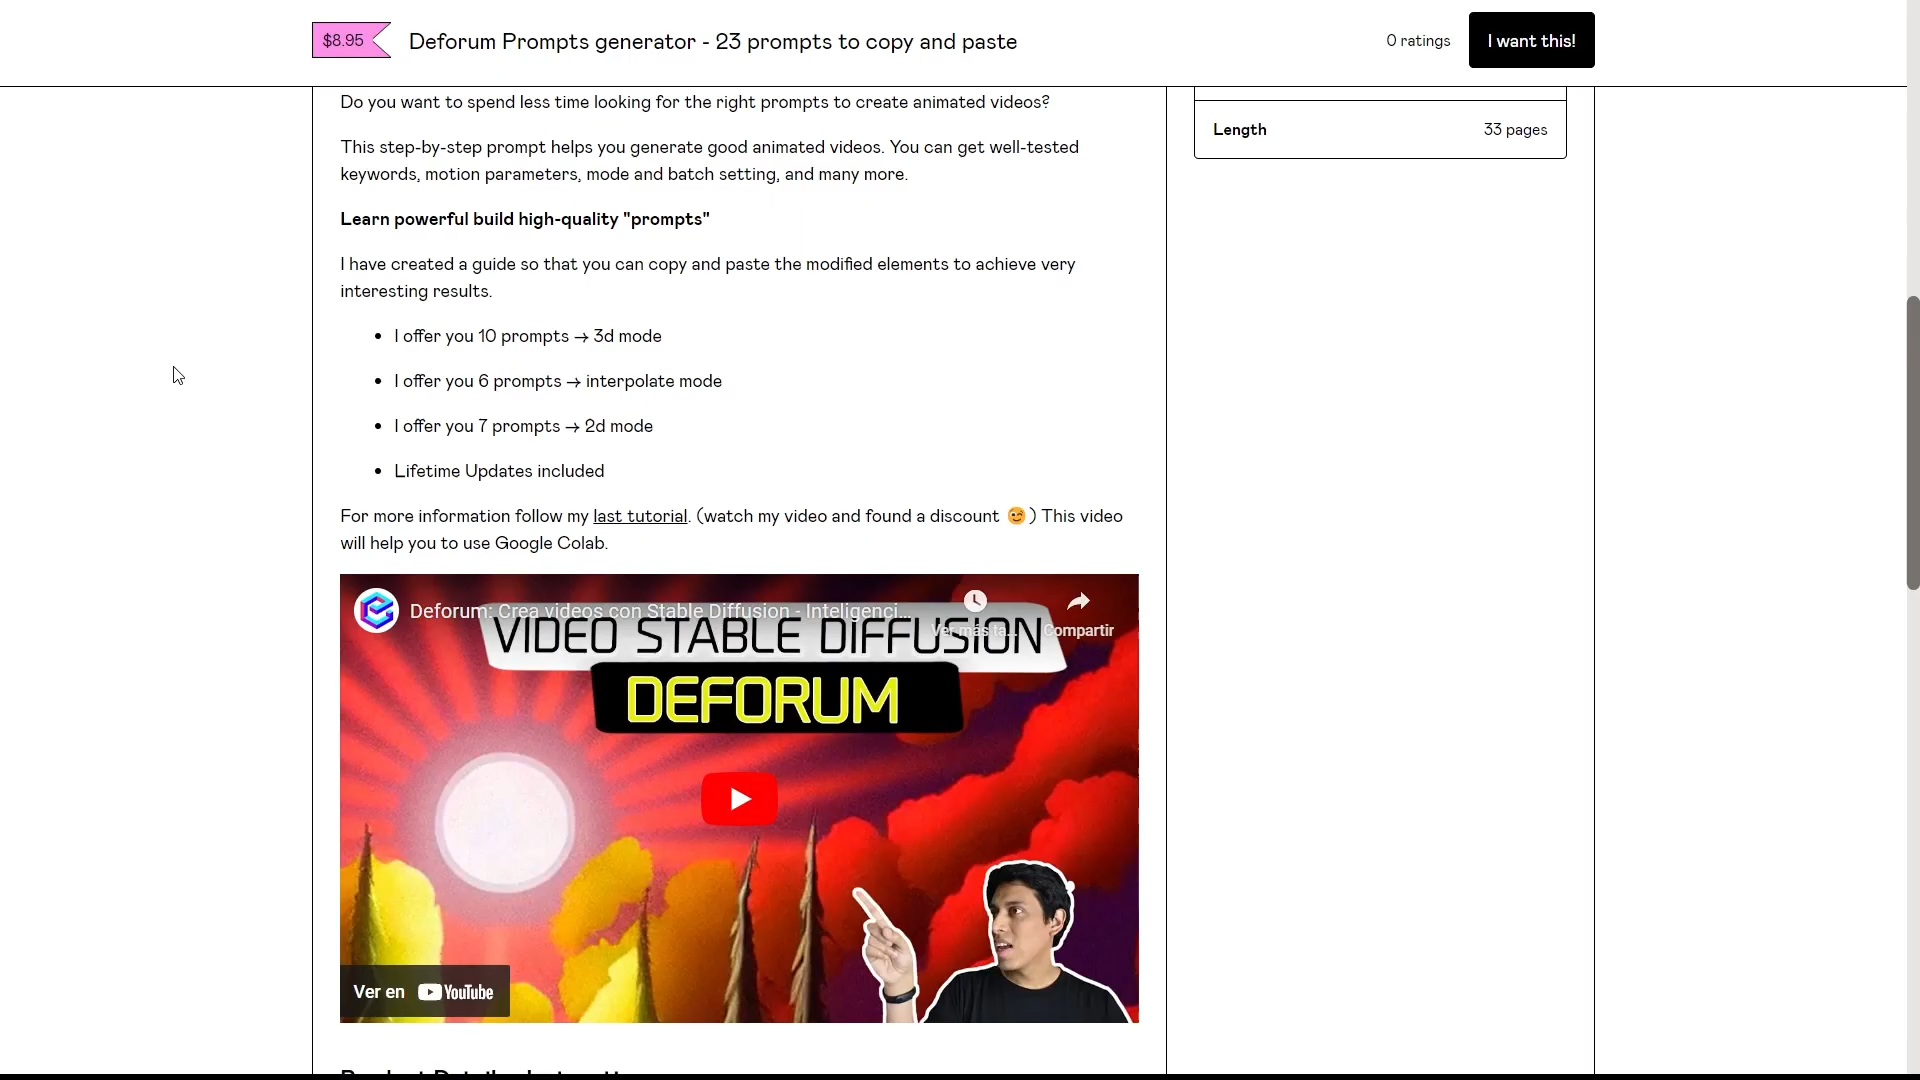 $8.95
Deforum Prompts generator - 23 prompts to copy and paste
0 ratings
I want this!
Do you want to spend less time looking for the right prompts to create animated videos?
This step-by-step prompt helps you generate good animated videos. You can get well-tested
keywords, motion parameters, mode and batch setting, and many more.
Learn powerful build high-quality "prompts"
I have created a guide so that you can copy and paste the modified elements to achieve very
interesting results.
• I offer you 10 prompts → 3d mode
• I offer you 6 prompts → interpolate mode
• I offer you 7 prompts → 2d mode
• Lifetime Updates included
For more information follow my last tutorial. (watch my video and found a discount 😊 ) This video
will help you to use Google Colab.
Length
33 pages
Deforum: Crea videos con Stable Diffusion - Inteligenci...
Ver más ta...
Compartir
VIDEO STABLE DIFFUSION
DEFORUM
Ver en YouTube